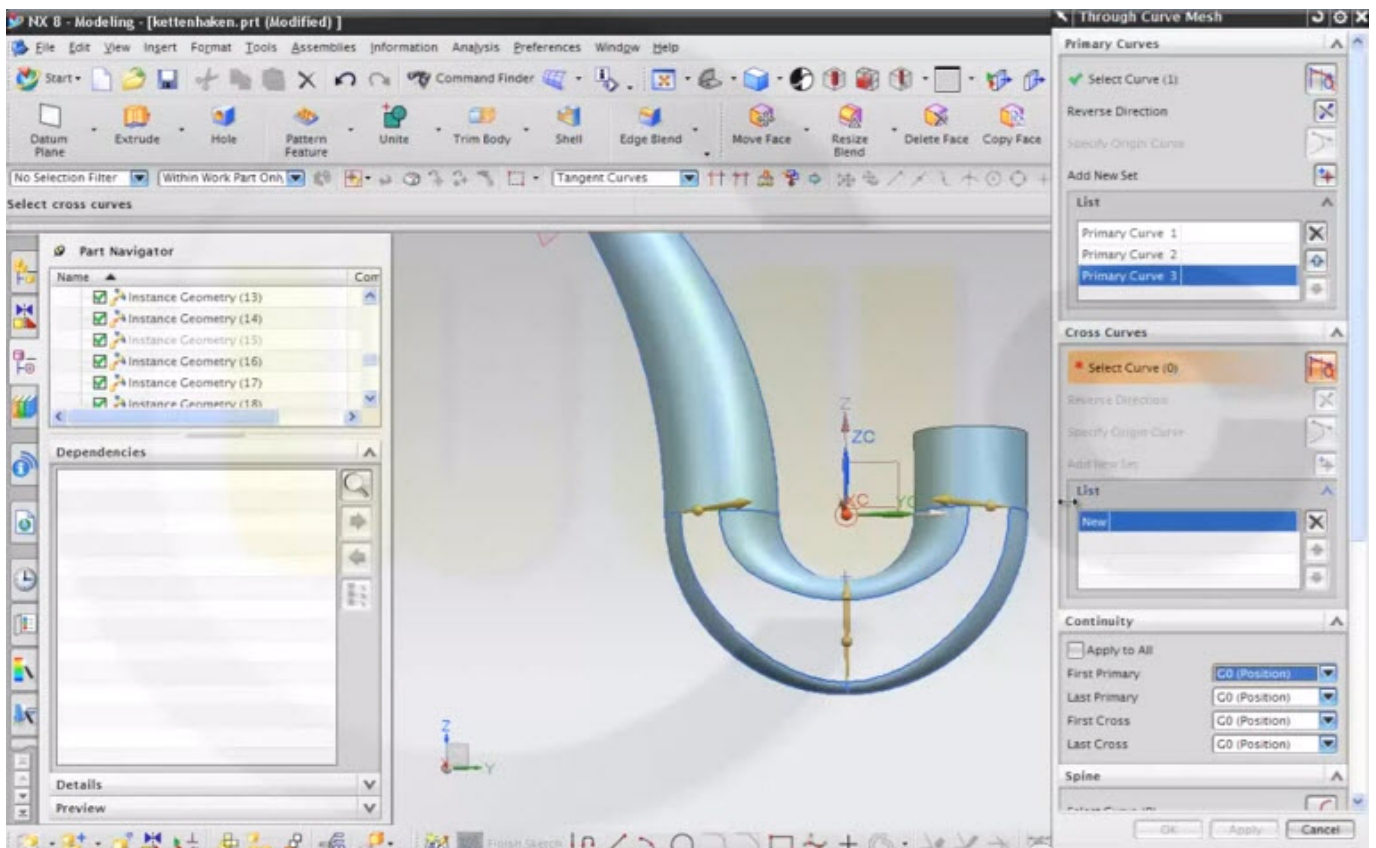 NX 8 - Modeling - [kettenhaken.prt (Modified) ]
File Edit View Insert Format Tools Assemblies Information Analysis Preferences Window Help
Start Command Finder
Datum Plane Extrude Hole Pattern Feature Unite Trim Body Shell Edge Blend Move Face Resize Blend Delete Face Copy Face
No Selection Filter Within Work Part Only Tangent Curves
Select cross curves
Part Navigator
Name Com
Instance Geometry (13)
Instance Geometry (14)
Instance Geometry (15)
Instance Geometry (16)
Instance Geometry (17)
Instance Geometry (18)
Dependencies
Details
Preview
Z
ZC
XC
YC
Z
Y
Finish Sketch
Through Curve Mesh
Primary Curves
Select Curve (1)
Reverse Direction
Specify Origin Curve
Add New Set
List
Primary Curve 1
Primary Curve 2
Primary Curve 3
Cross Curves
Select Curve (0)
Reverse Direction
Specify Origin Curve
Add New Set
List
New
Continuity
Apply to All
First Primary G0 (Position)
Last Primary G0 (Position)
First Cross G0 (Position)
Last Cross G0 (Position)
Spine
Select Curve (0)
OK Apply Cancel